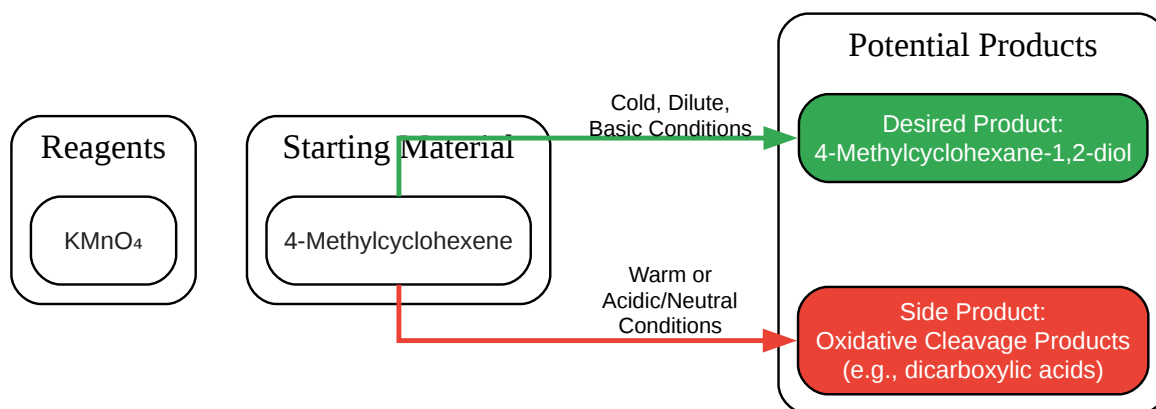 Reagents
KMnO₄
Starting Material
4-Methylcyclohexene
Cold, Dilute,
Basic Conditions
Warm or
Acidic/Neutral
Conditions
Potential Products
Desired Product:
4-Methylcyclohexane-1,2-diol
Side Product:
Oxidative Cleavage Products
(e.g., dicarboxylic acids)